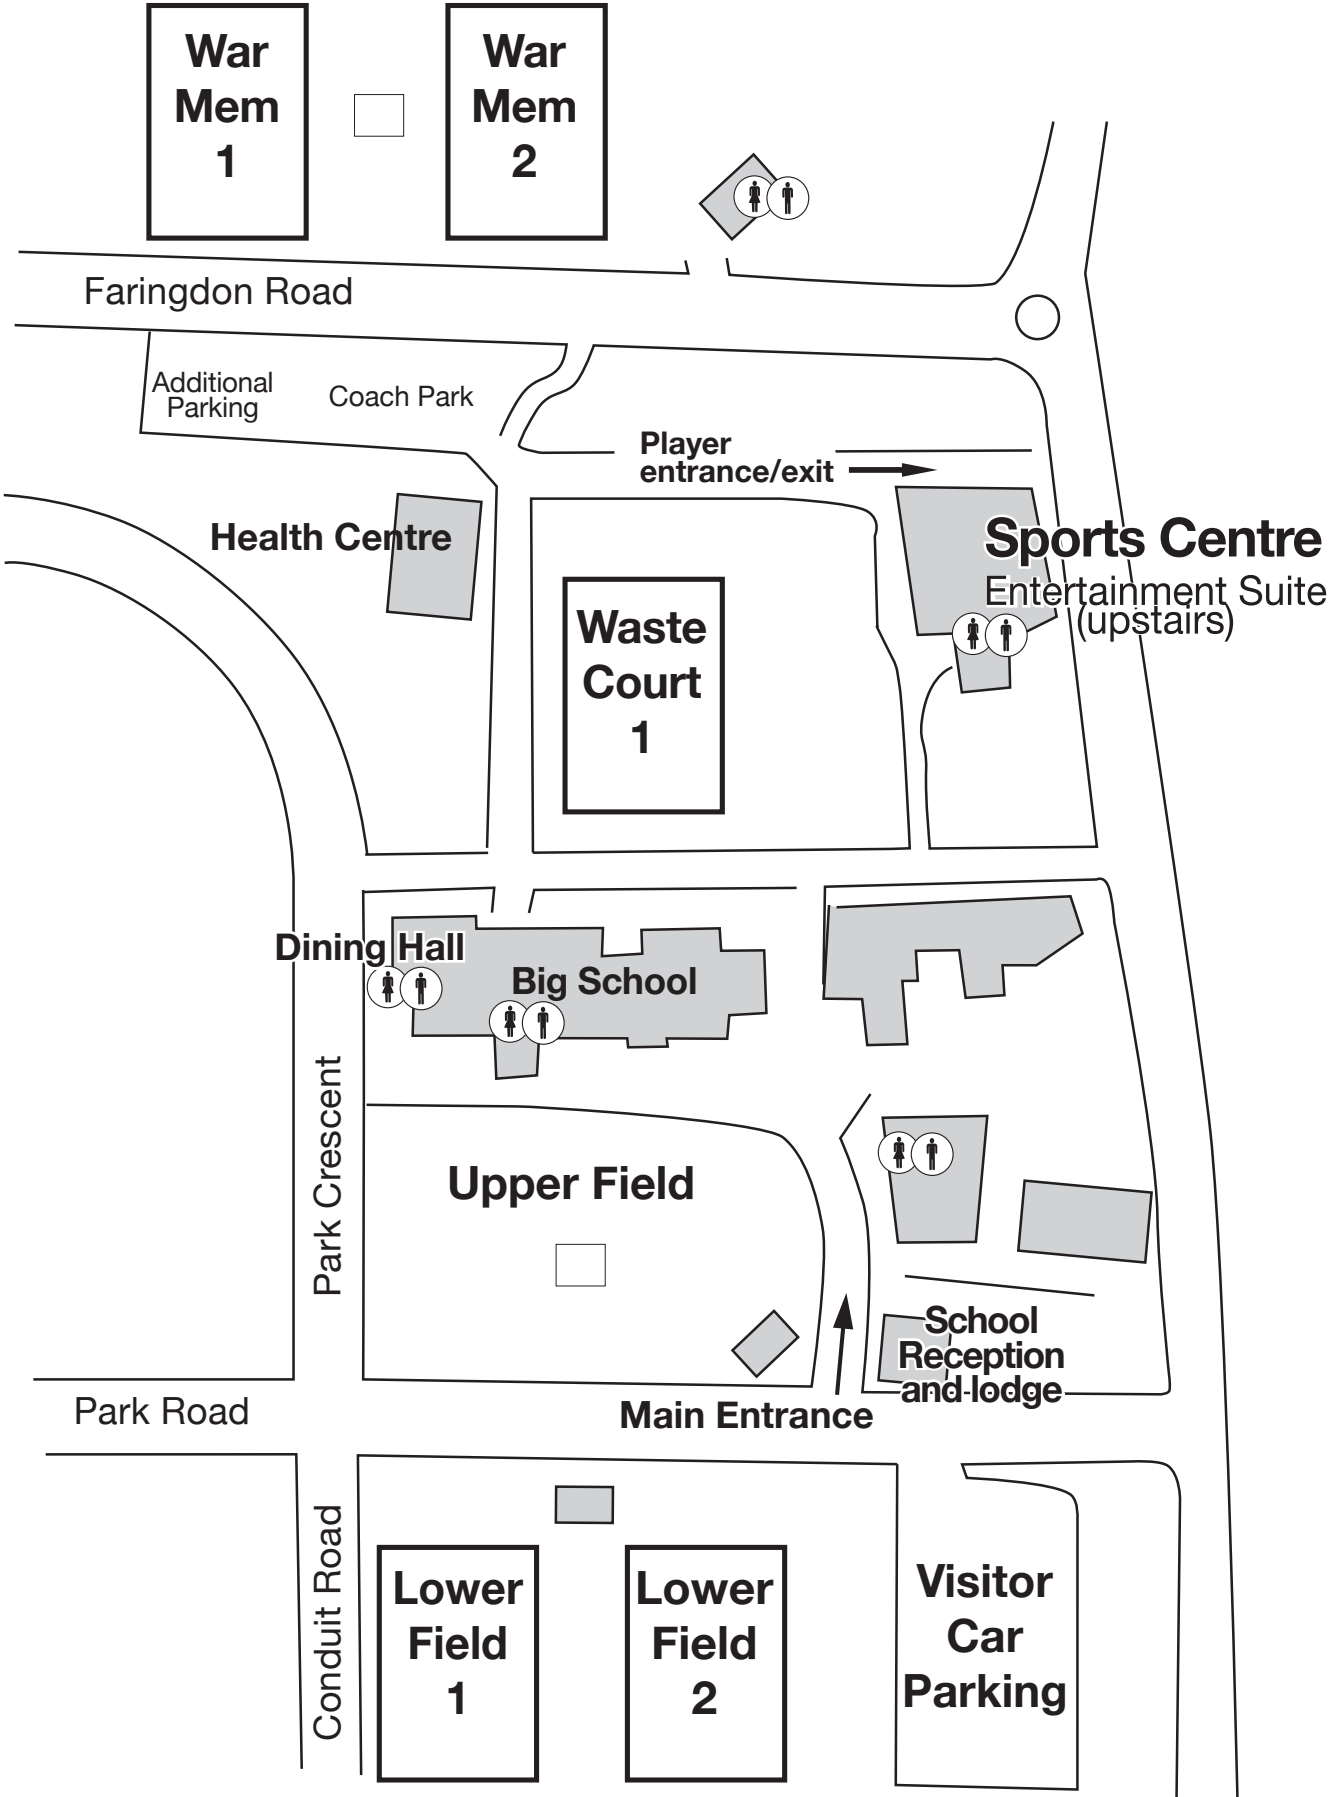 War
Mem
1
War
Mem
2
Faringdon Road
Additional
Parking
Coach Park
Player
entrance/exit
Health Centre
Sports Centre
Entertainment Suite
(upstairs)
Waste
Court
1
Dining Hall
Big School
Park Crescent
Upper Field
School
Reception
and lodge
Park Road
Main Entrance
Conduit Road
Lower
Field
1
Lower
Field
2
Visitor
Car
Parking